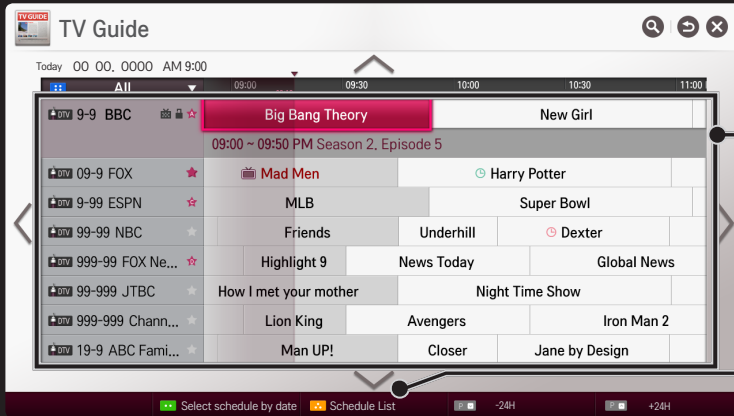 TV GUIDE
TV Guide
Today 00 00. 0000 AM 9:00
All 09:00 09:30 10:00 10:30 11:00
DTV 9-9 BBC Big Bang Theory New Girl
09:00 ~ 09:50 PM Season 2, Episode 5
DTV 09-9 FOX Mad Men Harry Potter
DTV 9-99 ESPN MLB Super Bowl
DTV 99-99 NBC Friends Underhill Dexter
DTV 999-99 FOX Ne... Highlight 9 News Today Global News
DTV 99-999 JTBC How I met your mother Night Time Show
DTV 999-999 Chann... Lion King Avengers Iron Man 2
DTV 19-9 ABC Fami... Man UP! Closer Jane by Design
Select schedule by date Schedule List P -24H P +24H